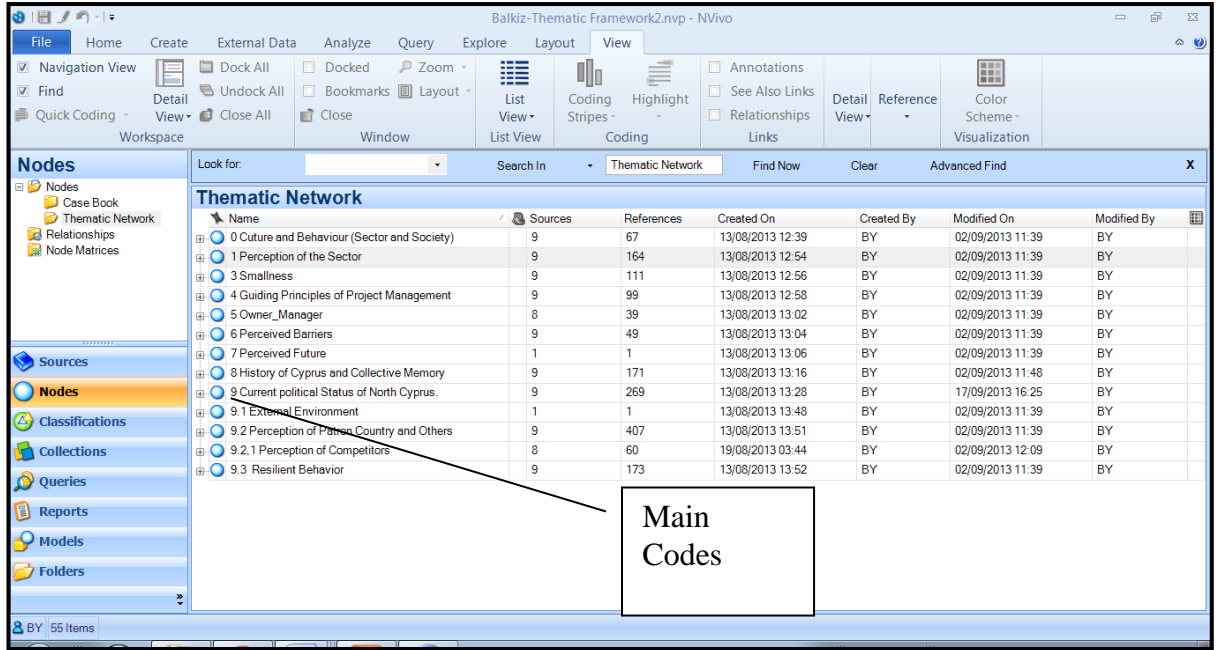 Balkiz-Thematic Framework2.nvp - NVivo
File Home Create External Data Analyze Query Explore Layout View
Navigation View
Find
Quick Coding
Detail View
Workspace
Dock All
Undock All
Close All
Docked
Bookmarks
Close
Zoom
Layout
Window
List View
List View
Coding Stripes
Highlight
Coding
Annotations
See Also Links
Relationships
Links
Detail View
Reference
Color Scheme
Visualization
Nodes
Nodes
Case Book
Thematic Network
Relationships
Node Matrices
Look for: Search In Thematic Network Find Now Clear Advanced Find X
Thematic Network
Name Sources References Created On Created By Modified On Modified By
0 Cuture and Behaviour (Sector and Society) 9 67 13/08/2013 12:39 BY 02/09/2013 11:39 BY
1 Perception of the Sector 9 164 13/08/2013 12:54 BY 02/09/2013 11:39 BY
3 Smallness 9 111 13/08/2013 12:56 BY 02/09/2013 11:39 BY
4 Guiding Principles of Project Management 9 99 13/08/2013 12:58 BY 02/09/2013 11:39 BY
5 Owner_Manager 8 39 13/08/2013 13:02 BY 02/09/2013 11:39 BY
6 Perceived Barriers 9 49 13/08/2013 13:04 BY 02/09/2013 11:39 BY
7 Perceived Future 1 1 13/08/2013 13:06 BY 02/09/2013 11:39 BY
8 History of Cyprus and Collective Memory 9 171 13/08/2013 13:16 BY 02/09/2013 11:48 BY
9 Current political Status of North Cyprus. 9 269 13/08/2013 13:28 BY 17/09/2013 16:25 BY
9.1 External Environment 1 1 13/08/2013 13:48 BY 02/09/2013 11:39 BY
9.2 Perception of Patron Country and Others 9 407 13/08/2013 13:51 BY 02/09/2013 11:39 BY
9.2,1 Perception of Competitors 8 60 19/08/2013 03:44 BY 02/09/2013 12:09 BY
9.3 Resilient Behavior 9 173 13/08/2013 13:52 BY 02/09/2013 11:39 BY
Main
Codes
Sources
Nodes
Classifications
Collections
Queries
Reports
Models
Folders
BY 55 Items